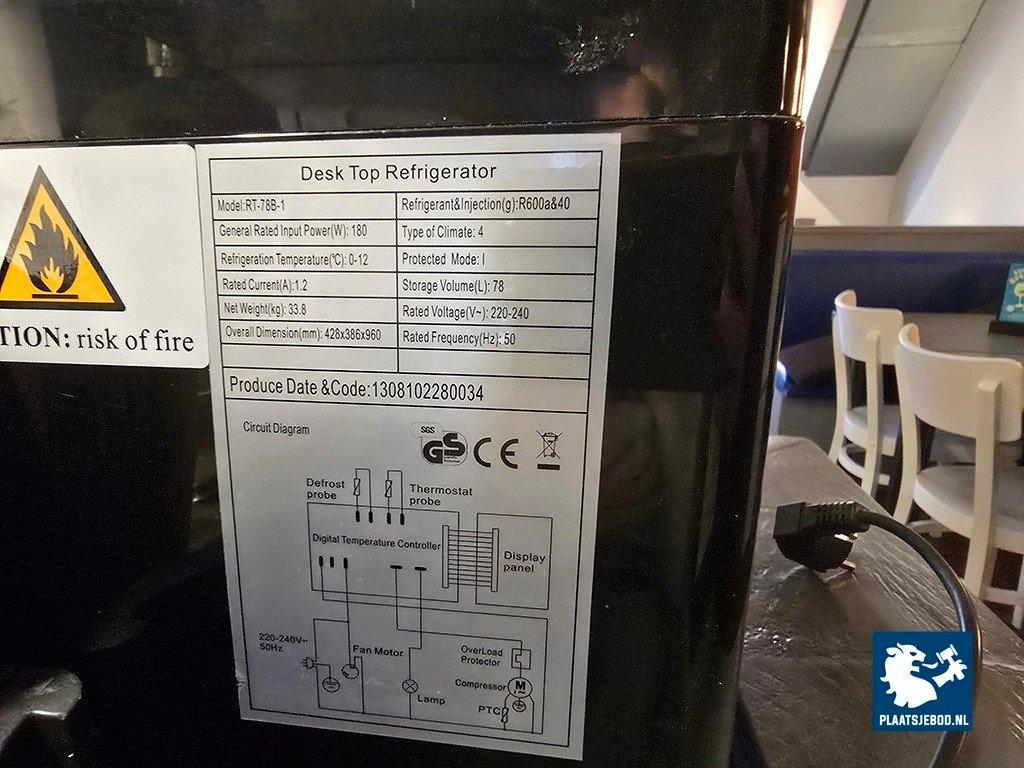 Desk Top Refrigerator
Model:RT-78B-1
Refrigerant&Injection(g):R600a&40
General Rated Input Power(W): 180
Type of Climate: 4
Refrigeration Temperature(℃): 0-12
Protected Mode: I
Rated Current(A):1.2
Storage Volume(L): 78
Net Weight(kg): 33.8
Rated Voltage(V~): 220-240
Overall Dimension(mm): 428x386x960
Rated Frequency(Hz): 50
TION: risk of fire
Produce Date &Code:1308102280034
Circuit Diagram
SGS
GS
CE
Defrost
probe
Thermostat
probe
Digital Temperature Controller
Display
panel
220-240V~
50Hz
Fan Motor
OverLoad
Protector
Compressor
M
1~
Lamp
PTC
PLAATSJEBOD.NL